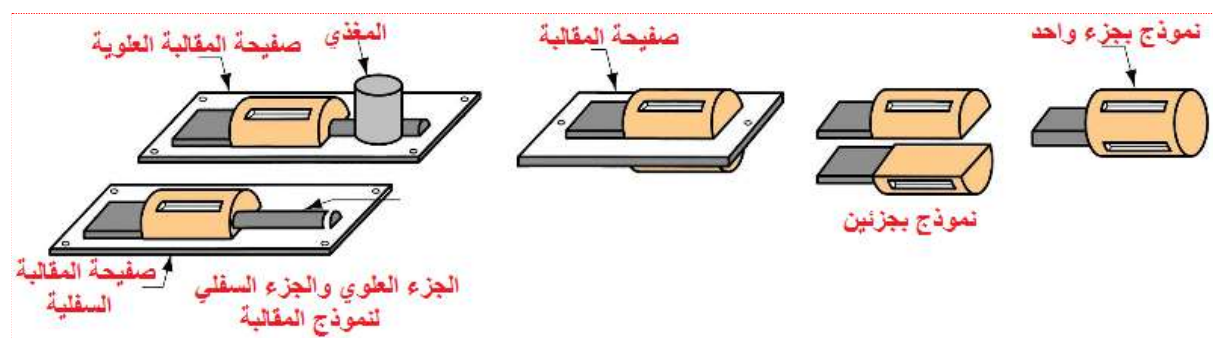 نموذج بجزء واحد
صفيحة المقالبة
المغذي
صفيحة المقالبة العلوية
نموذج بجزئين
صفيحة المقالبة
السفلية
الجزء العلوي والجزء السفلي
لنموذج المقالبة